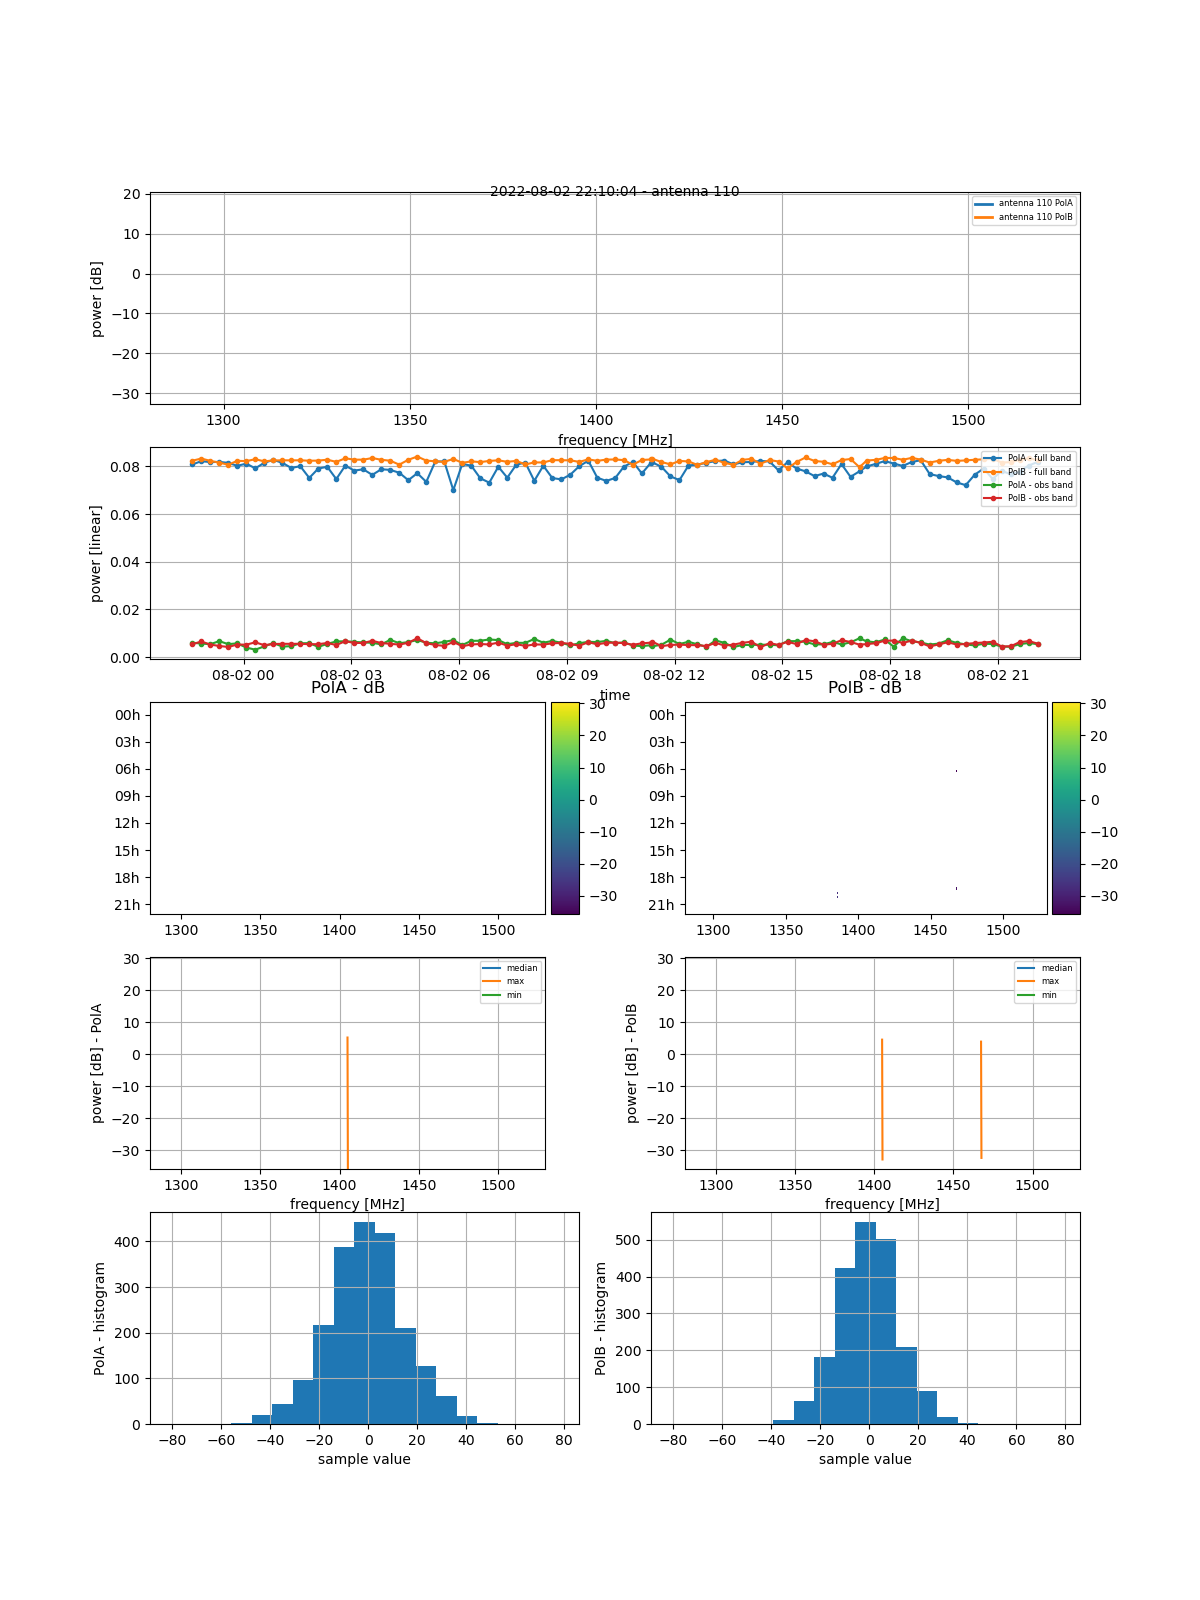 2022-08-02 22:10:04 - antenna 110
20
10
0
−10
−20
−30
power [dB]
antenna 110 PolA
antenna 110 PolB
1300 1350 1400 1450 1500
frequency [MHz]
0.08
0.06
0.04
0.02
0.00
power [linear]
PolA - full band
PolB - full band
PolA - obs band
PolB - obs band
08-02 00 08-02 03 08-02 06 08-02 09 08-02 12 08-02 15 08-02 18 08-02 21
time
PolA - dB
00h
03h
06h
09h
12h
15h
18h
21h
1300 1350 1400 1450 1500
30
20
10
0
−10
−20
−30
PolB - dB
00h
03h
06h
09h
12h
15h
18h
21h
1300 1350 1400 1450 1500
30
20
10
0
−10
−20
−30
30
20
10
0
−10
−20
−30
power [dB] - PolA
median
max
min
1300 1350 1400 1450 1500
frequency [MHz]
30
20
10
0
−10
−20
−30
power [dB] - PolB
median
max
min
1300 1350 1400 1450 1500
frequency [MHz]
400
300
200
100
0
PolA - histogram
−80 −60 −40 −20 0 20 40 60 80
sample value
500
400
300
200
100
0
PolB - histogram
−80 −60 −40 −20 0 20 40 60 80
sample value